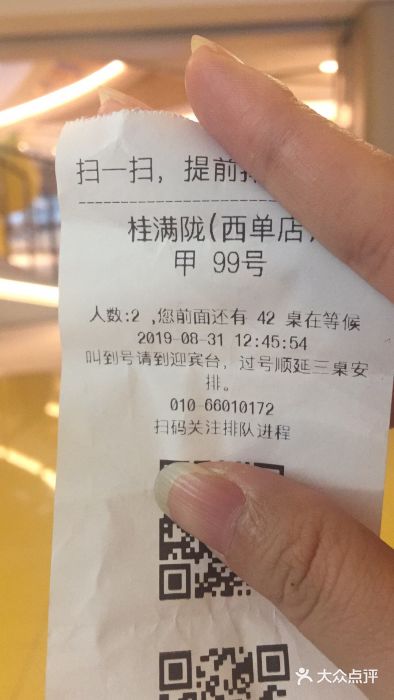 扫一扫，提前
桂满陇(西单店)
甲 99号
人数:2 ,您前面还有 42 桌在等候
2019-08-31 12:45:54
叫到号请到迎宾台，过号顺延三桌安
排。
010-66010172
扫码关注排队进程
大众点评